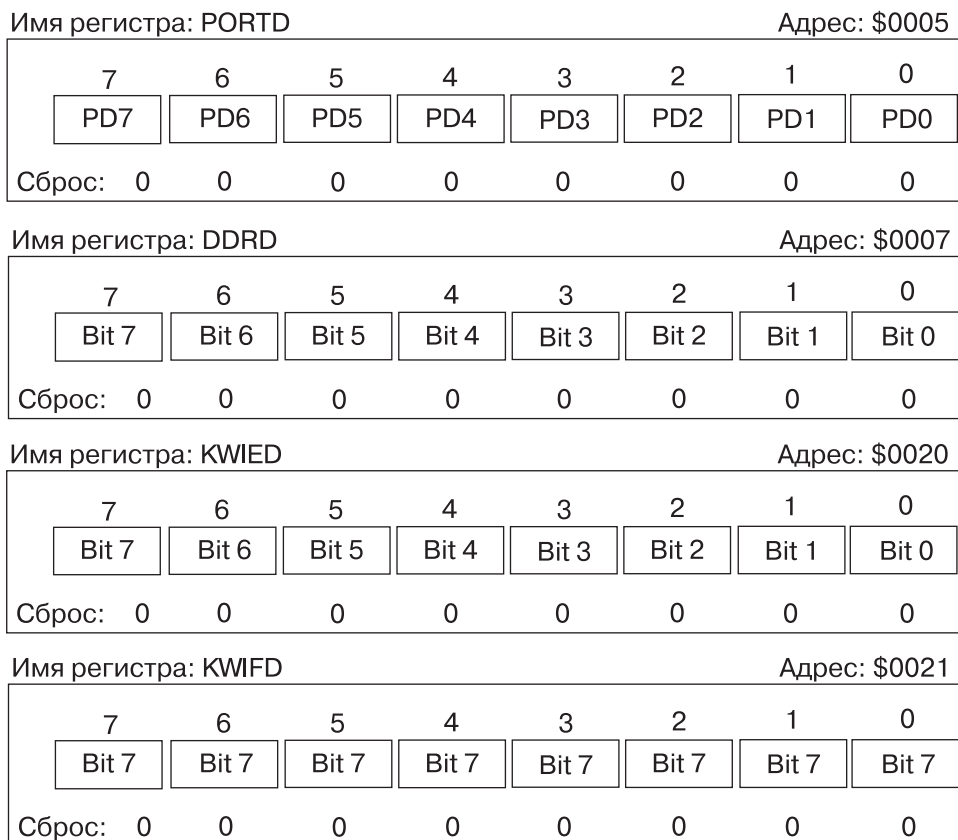 Имя регистра: PORTD Адрес: $0005
7 6 5 4 3 2 1 0
PD7 PD6 PD5 PD4 PD3 PD2 PD1 PD0
Сброс: 0 0 0 0 0 0 0 0
Имя регистра: DDRD Адрес: $0007
7 6 5 4 3 2 1 0
Bit 7 Bit 6 Bit 5 Bit 4 Bit 3 Bit 2 Bit 1 Bit 0
Сброс: 0 0 0 0 0 0 0 0
Имя регистра: KWIED Адрес: $0020
7 6 5 4 3 2 1 0
Bit 7 Bit 6 Bit 5 Bit 4 Bit 3 Bit 2 Bit 1 Bit 0
Сброс: 0 0 0 0 0 0 0 0
Имя регистра: KWIFD Адрес: $0021
7 6 5 4 3 2 1 0
Bit 7 Bit 7 Bit 7 Bit 7 Bit 7 Bit 7 Bit 7 Bit 7
Сброс: 0 0 0 0 0 0 0 0